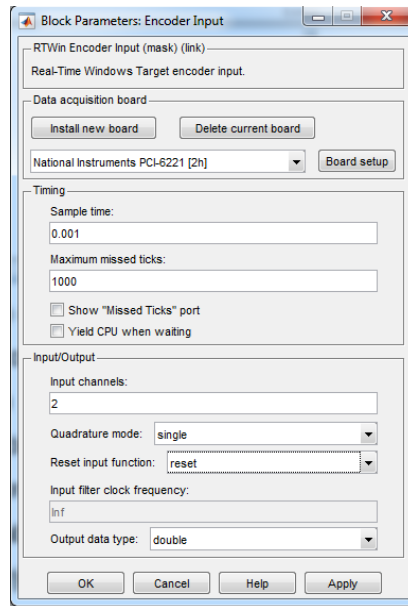 Block Parameters: Encoder Input
RTWin Encoder Input (mask) (link)
Real-Time Windows Target encoder input.
Data acquisition board
Install new board Delete current board
National Instruments PCI-6221 [2h] Board setup
Timing
Sample time:
0.001
Maximum missed ticks:
1000
Show "Missed Ticks" port
Yield CPU when waiting
Input/Output
Input channels:
2
Quadrature mode: single
Reset input function: reset
Input filter clock frequency:
Inf
Output data type: double
OK Cancel Help Apply